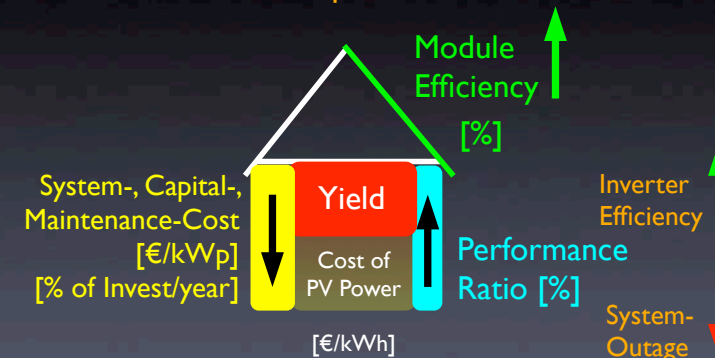 Module
Efficiency
[%]
System-, Capital-,
Maintenance-Cost
[€/kWp]
[% of Invest/year]
Yield
Cost of
PV Power
[€/kWh]
Performance
Ratio [%]
Inverter
Efficiency
System-
Outage